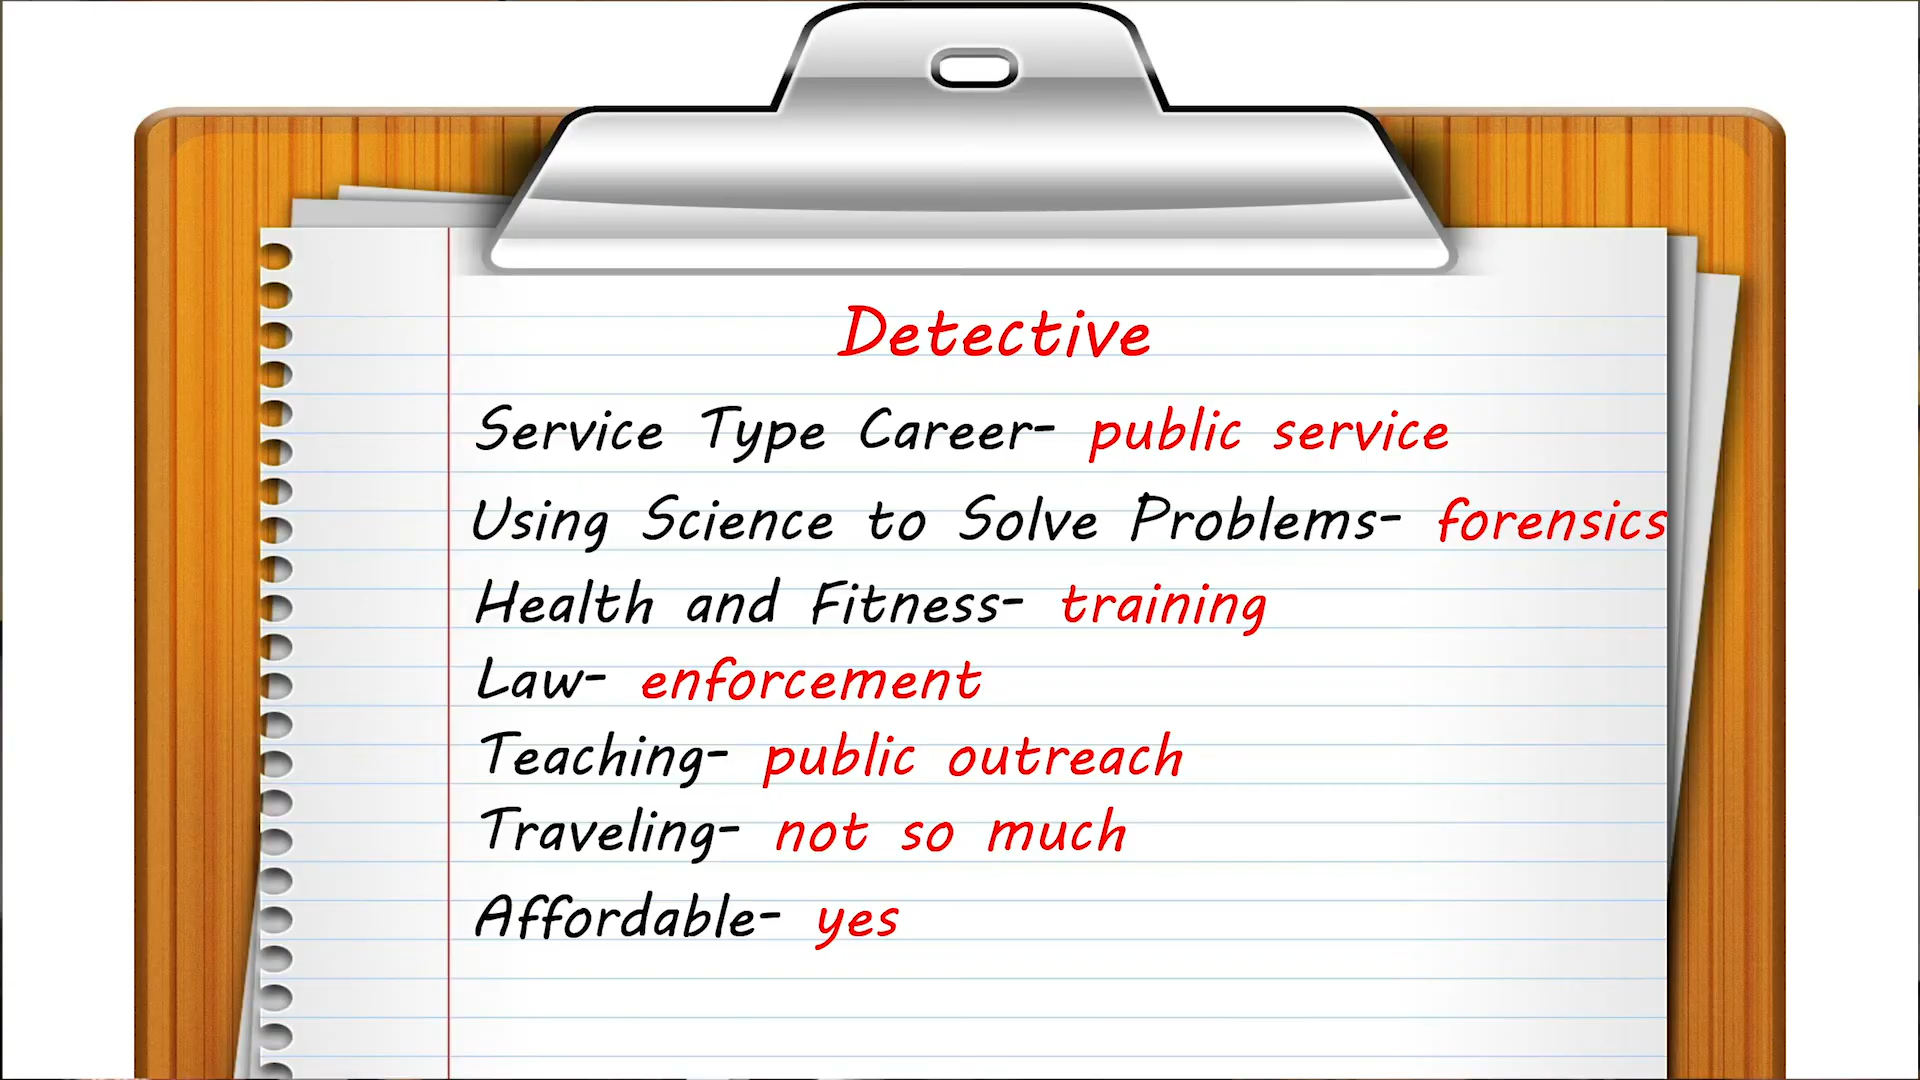 Detective
Service Type Career- public service
Using Science to Solve Problems- forensics
Health and Fitness- training
Law- enforcement
Teaching- public outreach
Traveling- not so much
Affordable- yes